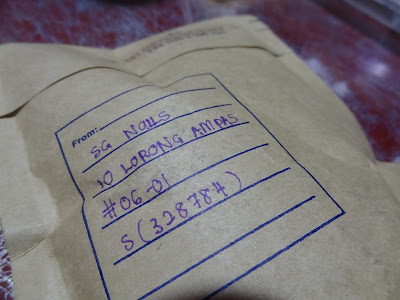 From:
SG Nails
10 LORONG AMPAS
#06-01
S(328784)